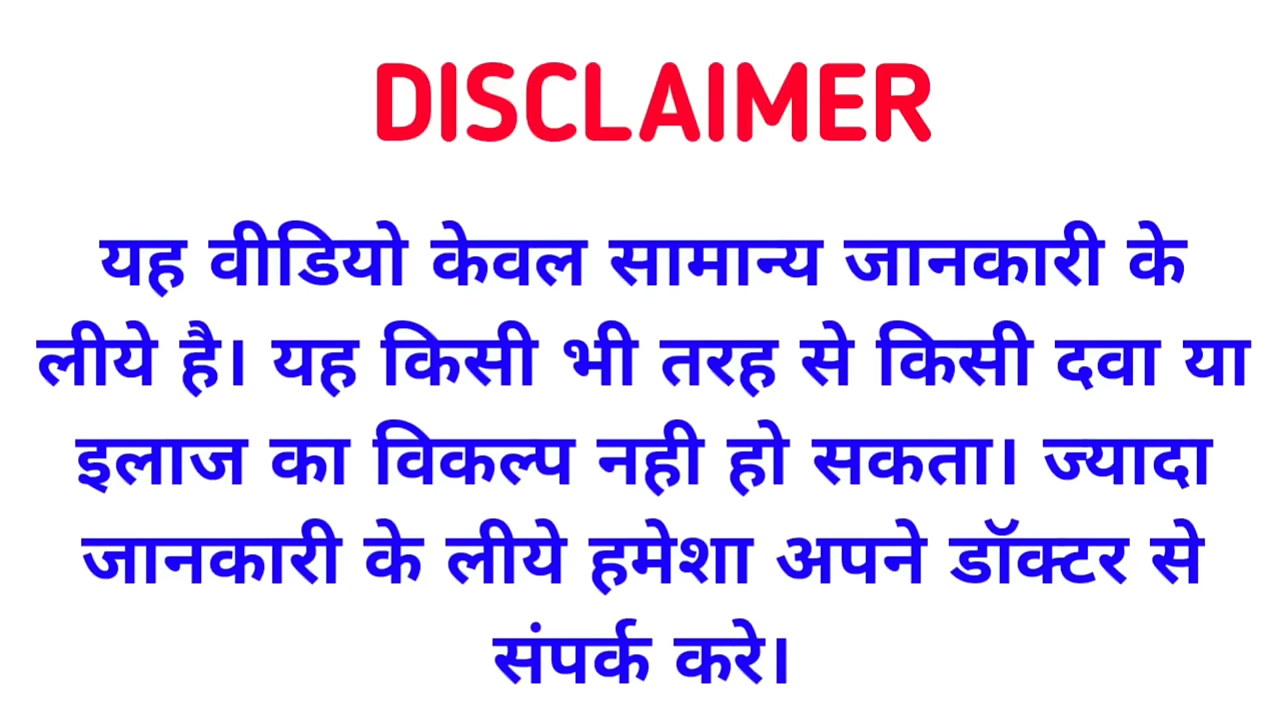 DISCLAIMER
यह वीडियो केवल सामान्य जानकारी के
लीये है। यह किसी भी तरह से किसी दवा या
इलाज का विकल्प नही हो सकता। ज्यादा
जानकारी के लीये हमेशा अपने डॉक्टर से
संपर्क करे।